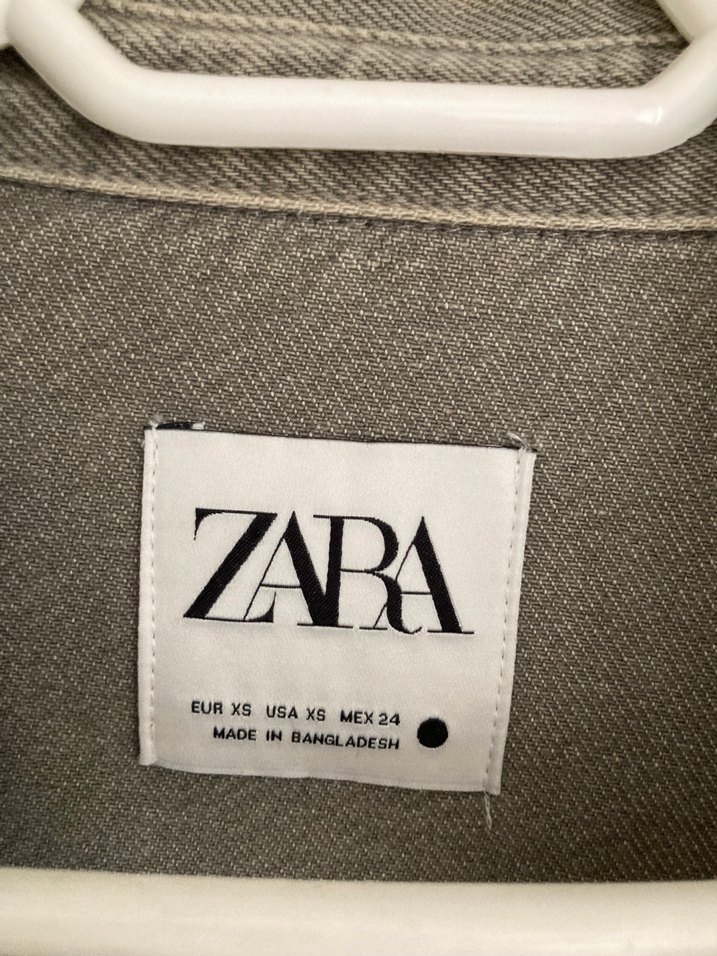 ZARA
EUR XS USA XS MEX 24
MADE IN BANGLADESH